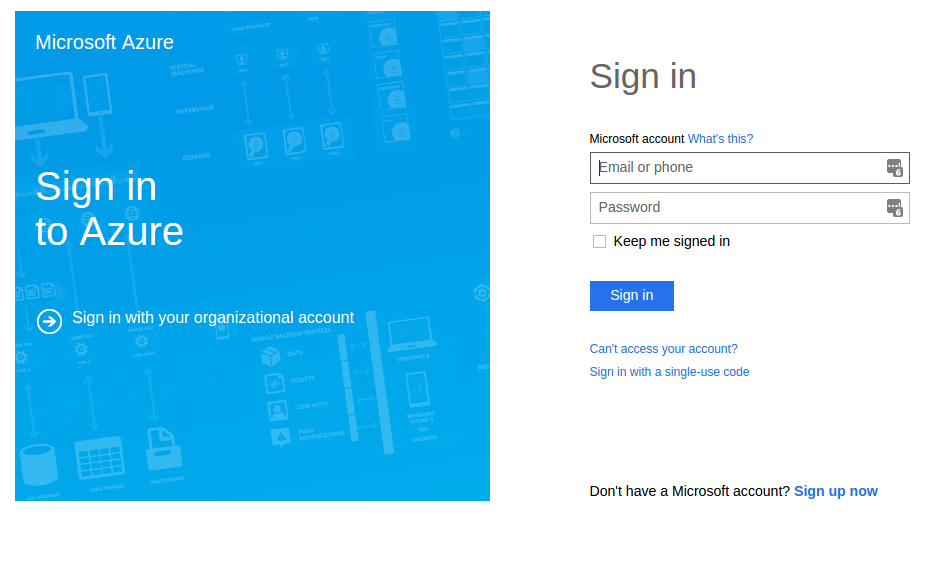 Microsoft Azure
LOAD BALANCER
VIRTUAL
MACHINES
HYPERVISOR
STORAGE
Sign in
to Azure
Sign in with your organizational account
MOBILE BACKING SERVICES
DATA
SCRIPTS
USER AUTH
PUSH
NOTIFICATIONS
WINDOWS 8
WINDOWS
PHONE 8
IOS
ANDROID
TABLE STORAGE
BLOB STORAGE
Sign in
Microsoft account What's this?
Email or phone
Password
Keep me signed in
Sign in
Can't access your account?
Sign in with a single-use code
Don't have a Microsoft account? Sign up now